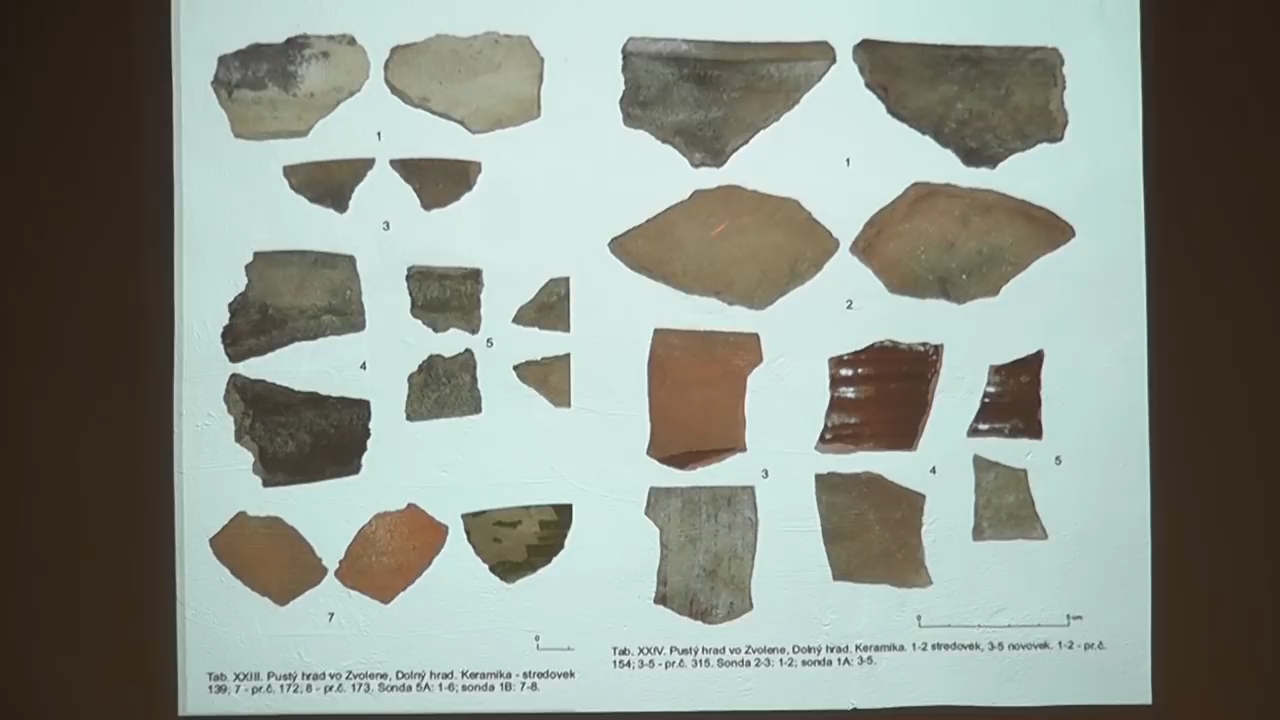 1
3
4
5
7
0
Tab. XXIII. Pustý hrad vo Zvolene, Dolný hrad. Keramika - stredovek
139; 7 - pr.č. 172; 8 - pr.č. 173. Sonda 5A: 1-6; sonda 1B: 7-8.
1
2
3
4
5
0
5cm
Tab. XXIV. Pustý hrad vo Zvolene, Dolný hrad. Keramika. 1-2 stredovek, 3-5 novovek. 1-2 - pr.č.
154; 3-5 - pr.č. 315. Sonda 2-3: 1-2; sonda 1A: 3-5.